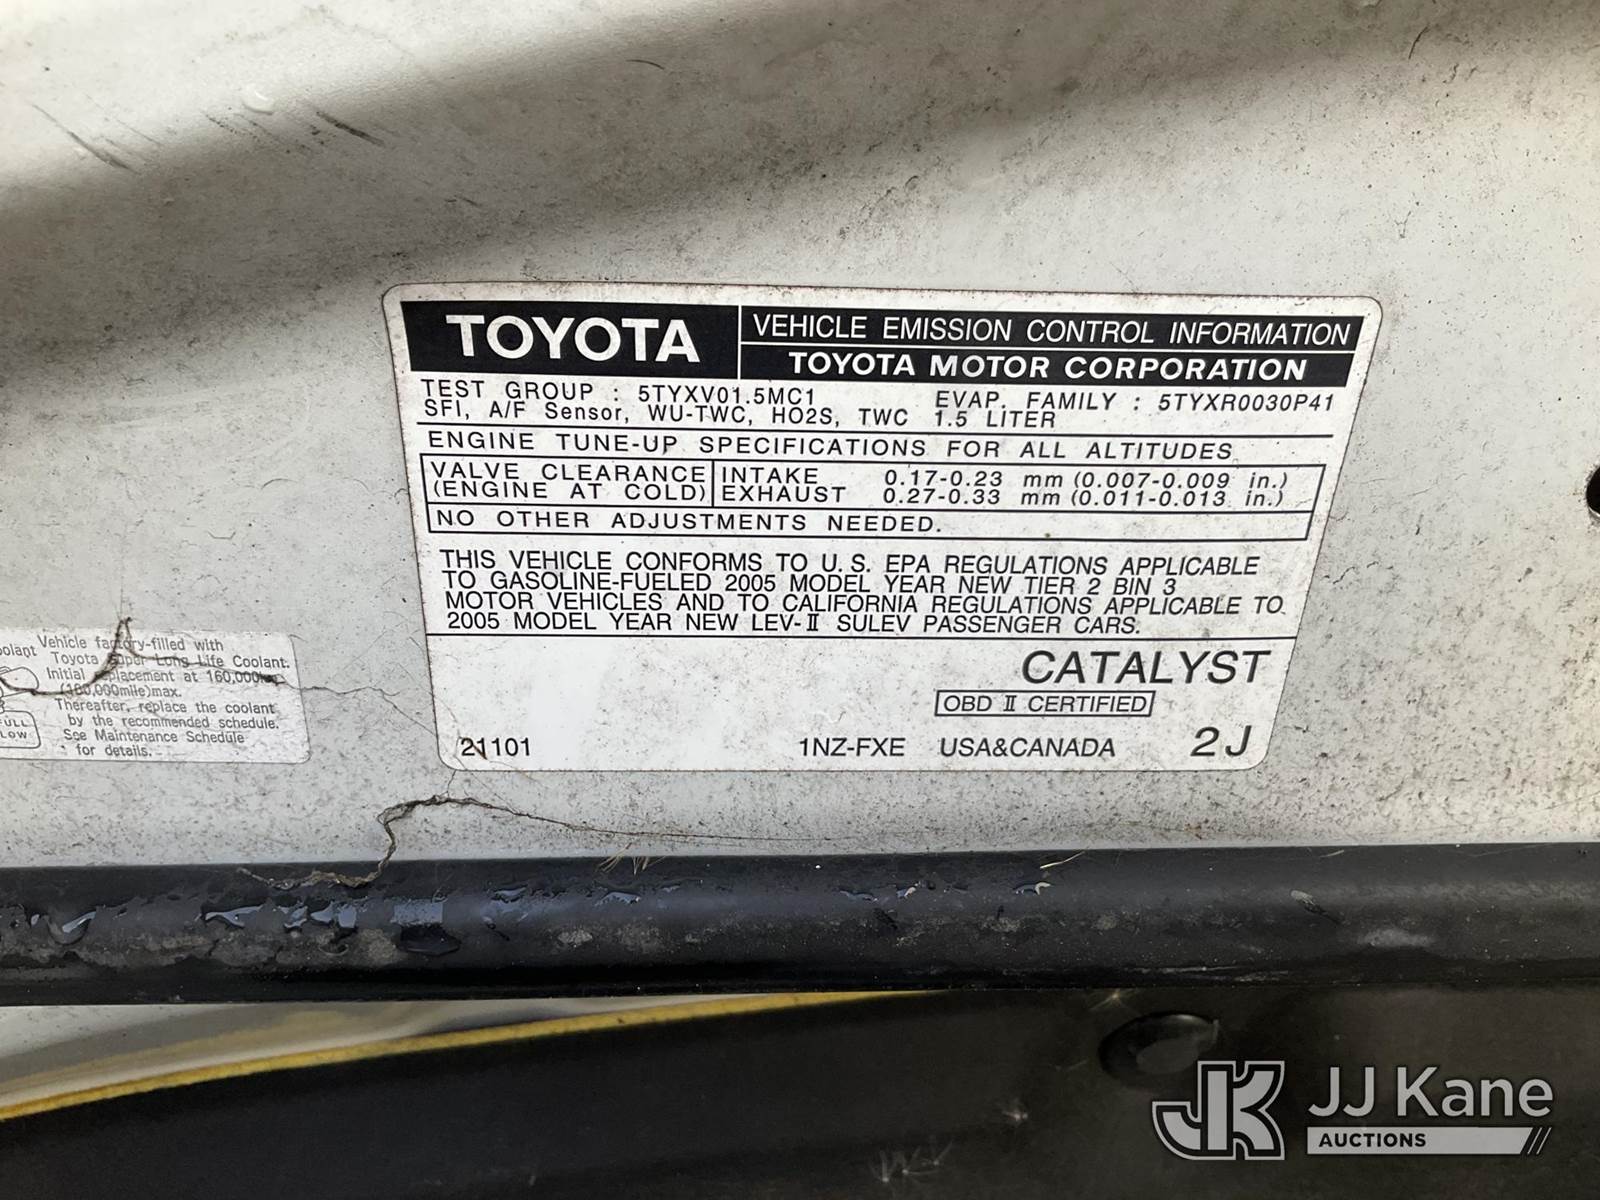 TOYOTA
VEHICLE EMISSION CONTROL INFORMATION
TOYOTA MOTOR CORPORATION
TEST GROUP : 5TYXV01.5MC1 EVAP. FAMILY : 5TYXR0030P41
SFI, A/F Sensor, WU-TWC, HO2S, TWC 1.5 LITER
ENGINE TUNE-UP SPECIFICATIONS FOR ALL ALTITUDES
VALVE CLEARANCE INTAKE 0.17-0.23 mm (0.007-0.009 in.)
(ENGINE AT COLD) EXHAUST 0.27-0.33 mm (0.011-0.013 in.)
NO OTHER ADJUSTMENTS NEEDED.
THIS VEHICLE CONFORMS TO U.S. EPA REGULATIONS APPLICABLE
TO GASOLINE-FUELED 2005 MODEL YEAR NEW TIER 2 BIN 3
MOTOR VEHICLES AND TO CALIFORNIA REGULATIONS APPLICABLE TO
2005 MODEL YEAR NEW LEV-II SULEV PASSENGER CARS.
CATALYST
OBD II CERTIFIED
21101 1NZ-FXE USA&CANADA 2J
Vehicle factory-filled with
Toyota Super Long Life Coolant.
Initial replacement at 160,000km
(100,000mile)max.
Thereafter, replace the coolant
by the recommended schedule.
See Maintenance Schedule
for details.
JK JJ Kane
AUCTIONS